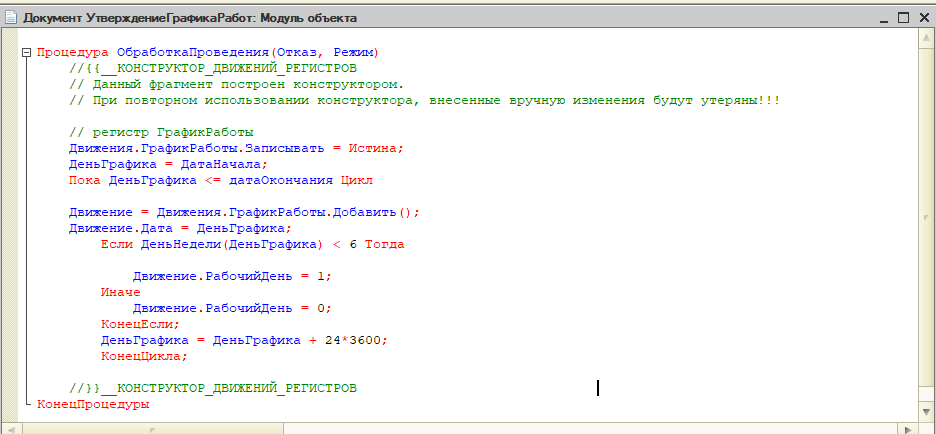 Документ УтверждениеГрафикаРабот: Модуль объекта
Процедура ОбработкаПроведения(Отказ, Режим)
//{{__КОНСТРУКТОР_ДВИЖЕНИЙ_РЕГИСТРОВ
// Данный фрагмент построен конструктором.
// При повторном использовании конструктора, внесенные вручную изменения будут утеряны!!!
// регистр ГрафикРаботы
Движения.ГрафикРаботы.Записывать = Истина;
ДеньГрафика = ДатаНачала;
Пока ДеньГрафика <= датаОкончания Цикл
Движение = Движения.ГрафикРаботы.Добавить();
Движение.Дата = ДеньГрафика;
Если ДеньНедели(ДеньГрафика) < 6 Тогда
Движение.РабочийДень = 1;
Иначе
Движение.РабочийДень = 0;
КонецЕсли;
ДеньГрафика = ДеньГрафика + 24*3600;
КонецЦикла;
//}}__КОНСТРУКТОР_ДВИЖЕНИЙ_РЕГИСТРОВ
КонецПроцедуры